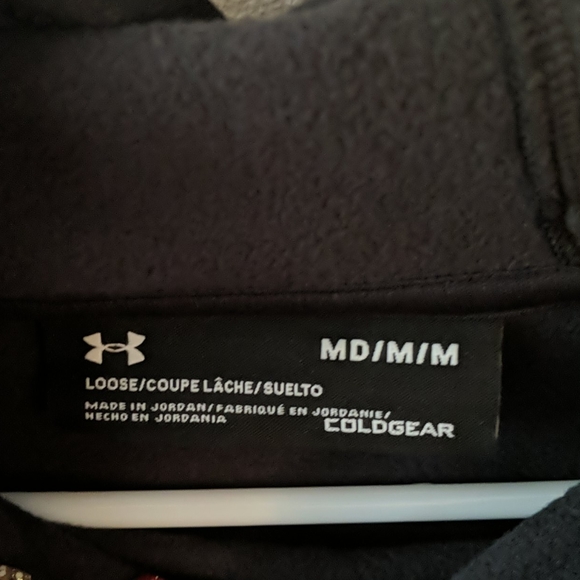 MD/M/M
LOOSE/COUPE LÂCHE/SUELTO
MADE IN JORDAN/FABRIQUÉ EN JORDANIE/
HECHO EN JORDANIA
COLDGEAR